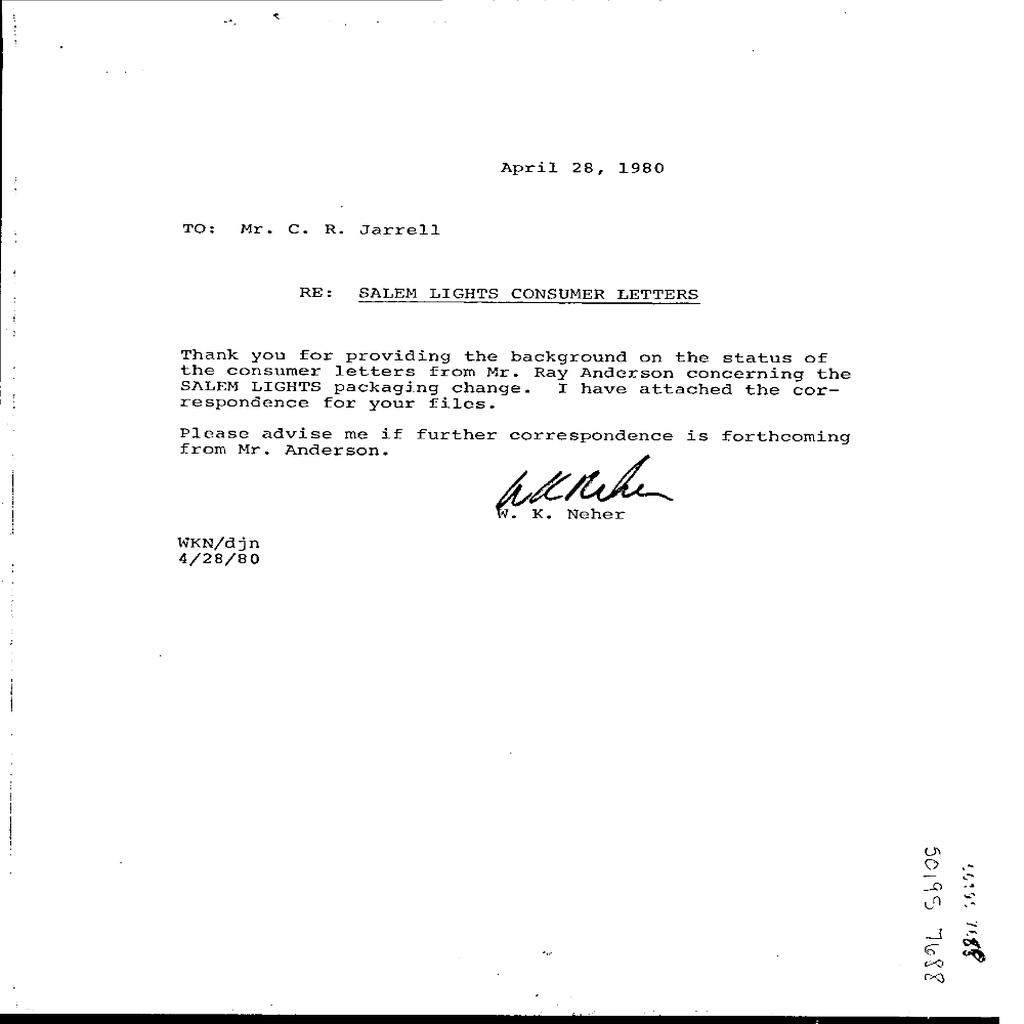 April 28, 1980
TO: Mr. C. R. Jarrell
RE: SALEM LIGHTS CONSUMER LETTERS
Thank you for providing the background on the status of
the consumer letters from Mr. Ray Anderson concerning the
SALEM LIGHTS packaging change. I have attached the cor-
respondence for your files.
Please advise me if further correspondence is forthcoming
from Mr. Anderson.
WKNeher
W. K. Neher
WKN/djn
4/28/80
50195 7688